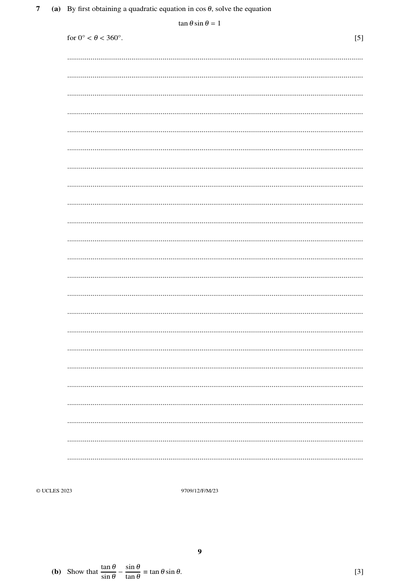 7 (a) By first obtaining a quadratic equation in cos θ, solve the equation
tan θ sin θ = 1
for 0° < θ < 360°. [5]
© UCLES 2023 9709/12/F/M/23
9
(b) Show that tan θ/sin θ − sin θ/tan θ ≡ tan θ sin θ. [3]